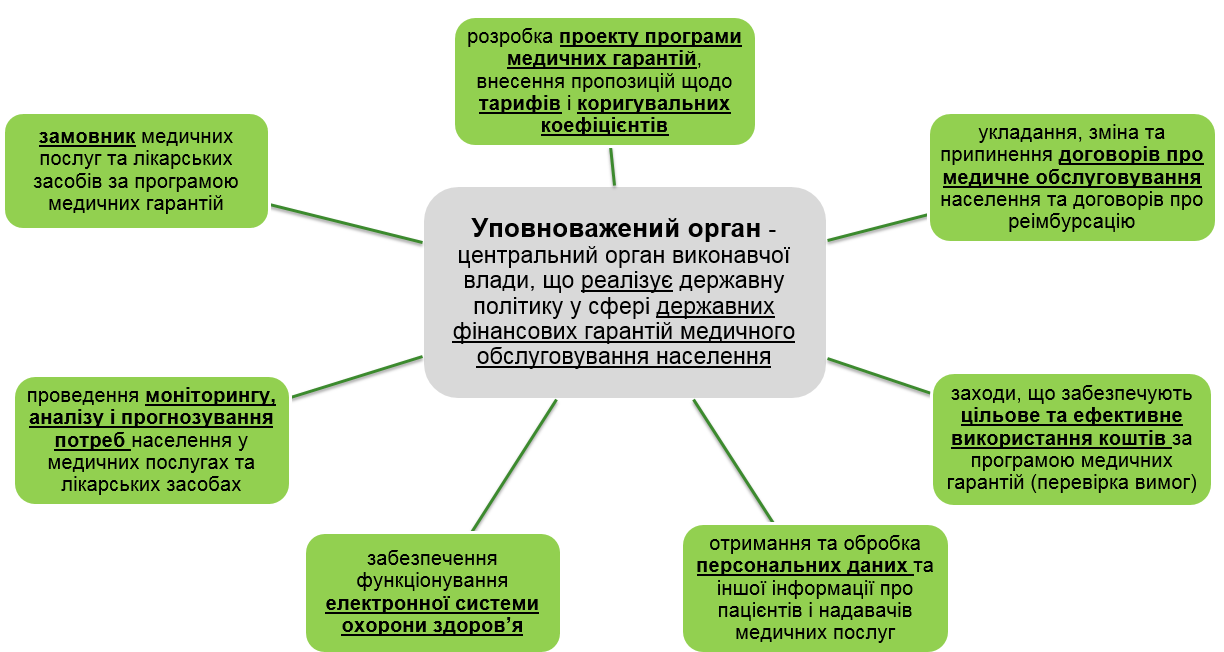 розробка проекту програми
медичних гарантій,
внесення пропозицій щодо
тарифів і коригувальних
коефіцієнтів
замовник медичних
послуг та лікарських
засобів за програмою
медичних гарантій
укладання, зміна та
припинення договорів про
медичне обслуговування
населення та договорів про
реімбурсацію
Уповноважений орган -
центральний орган виконавчої
влади, що реалізує державну
політику у сфері державних
фінансових гарантій медичного
обслуговування населення
проведення моніторингу,
аналізу і прогнозування
потреб населення у
медичних послугах та
лікарських засобах
заходи, що забезпечують
цільове та ефективне
використання коштів за
програмою медичних
гарантій (перевірка вимог)
забезпечення
функціонування
електронної системи
охорони здоров’я
отримання та обробка
персональних даних та
іншої інформації про
пацієнтів і надавачів
медичних послуг